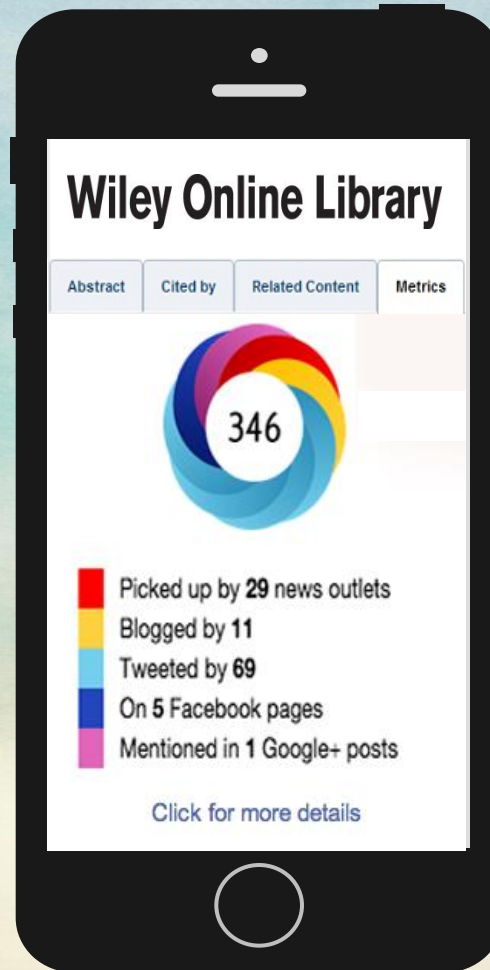 Wiley Online Library
Abstract Cited by Related Content Metrics
346
Picked up by 29 news outlets
Blogged by 11
Tweeted by 69
On 5 Facebook pages
Mentioned in 1 Google+ posts
Click for more details